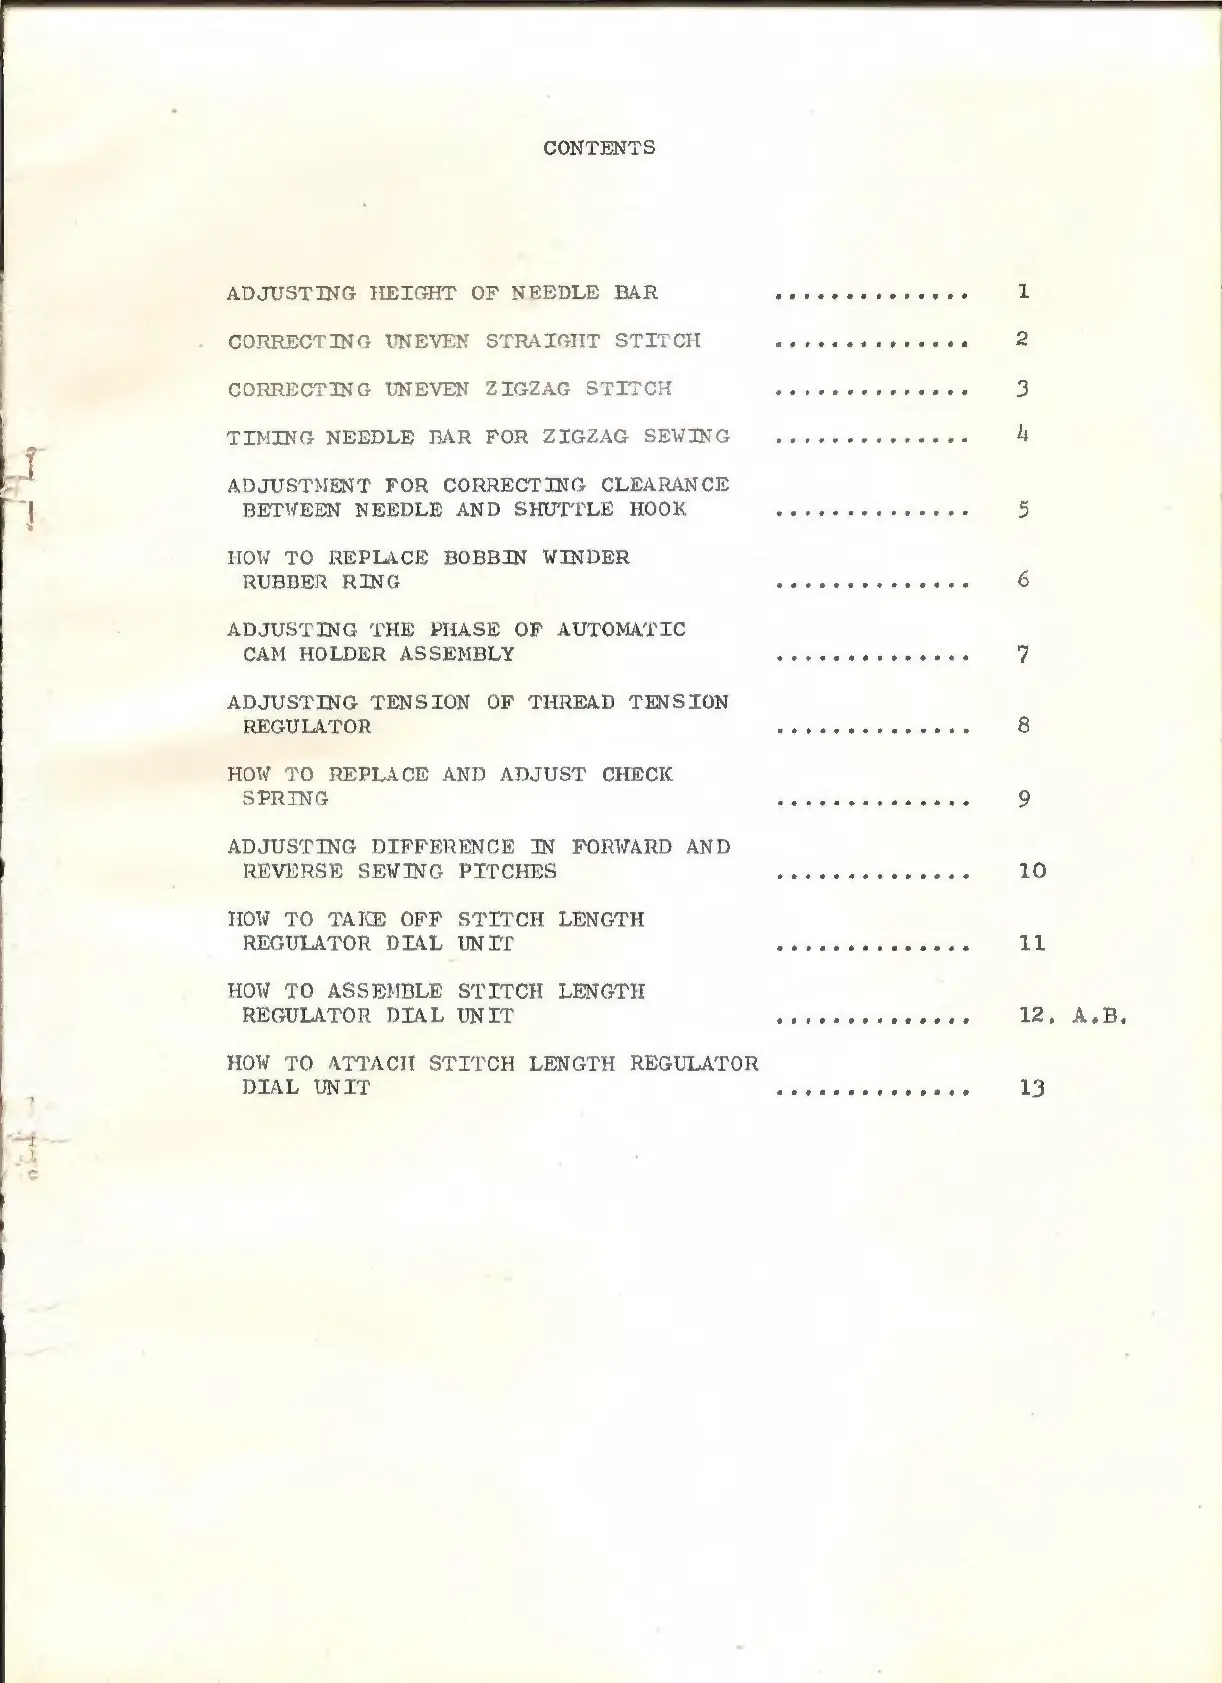 CONTENTS
ADJUSTING HEIGHT OF NEEDLE BAR .............. 1
CORRECTING UNEVEN STRAIGHT STITCH .............. 2
CORRECTING UNEVEN ZIGZAG STITCH .............. 3
TIMING NEEDLE BAR FOR ZIGZAG SEWING .............. 4
ADJUSTMENT FOR CORRECTING CLEARANCE
BETWEEN NEEDLE AND SHUTTLE HOOK .............. 5
HOW TO REPLACE BOBBIN WINDER
RUBBER RING .............. 6
ADJUSTING THE PHASE OF AUTOMATIC
CAM HOLDER ASSEMBLY .............. 7
ADJUSTING TENSION OF THREAD TENSION
REGULATOR .............. 8
HOW TO REPLACE AND ADJUST CHECK
SPRING .............. 9
ADJUSTING DIFFERENCE IN FORWARD AND
REVERSE SEWING PITCHES .............. 10
HOW TO TAKE OFF STITCH LENGTH
REGULATOR DIAL UNIT .............. 11
HOW TO ASSEMBLE STITCH LENGTH
REGULATOR DIAL UNIT .............. 12. A.B.
HOW TO ATTACH STITCH LENGTH REGULATOR
DIAL UNIT .............. 13